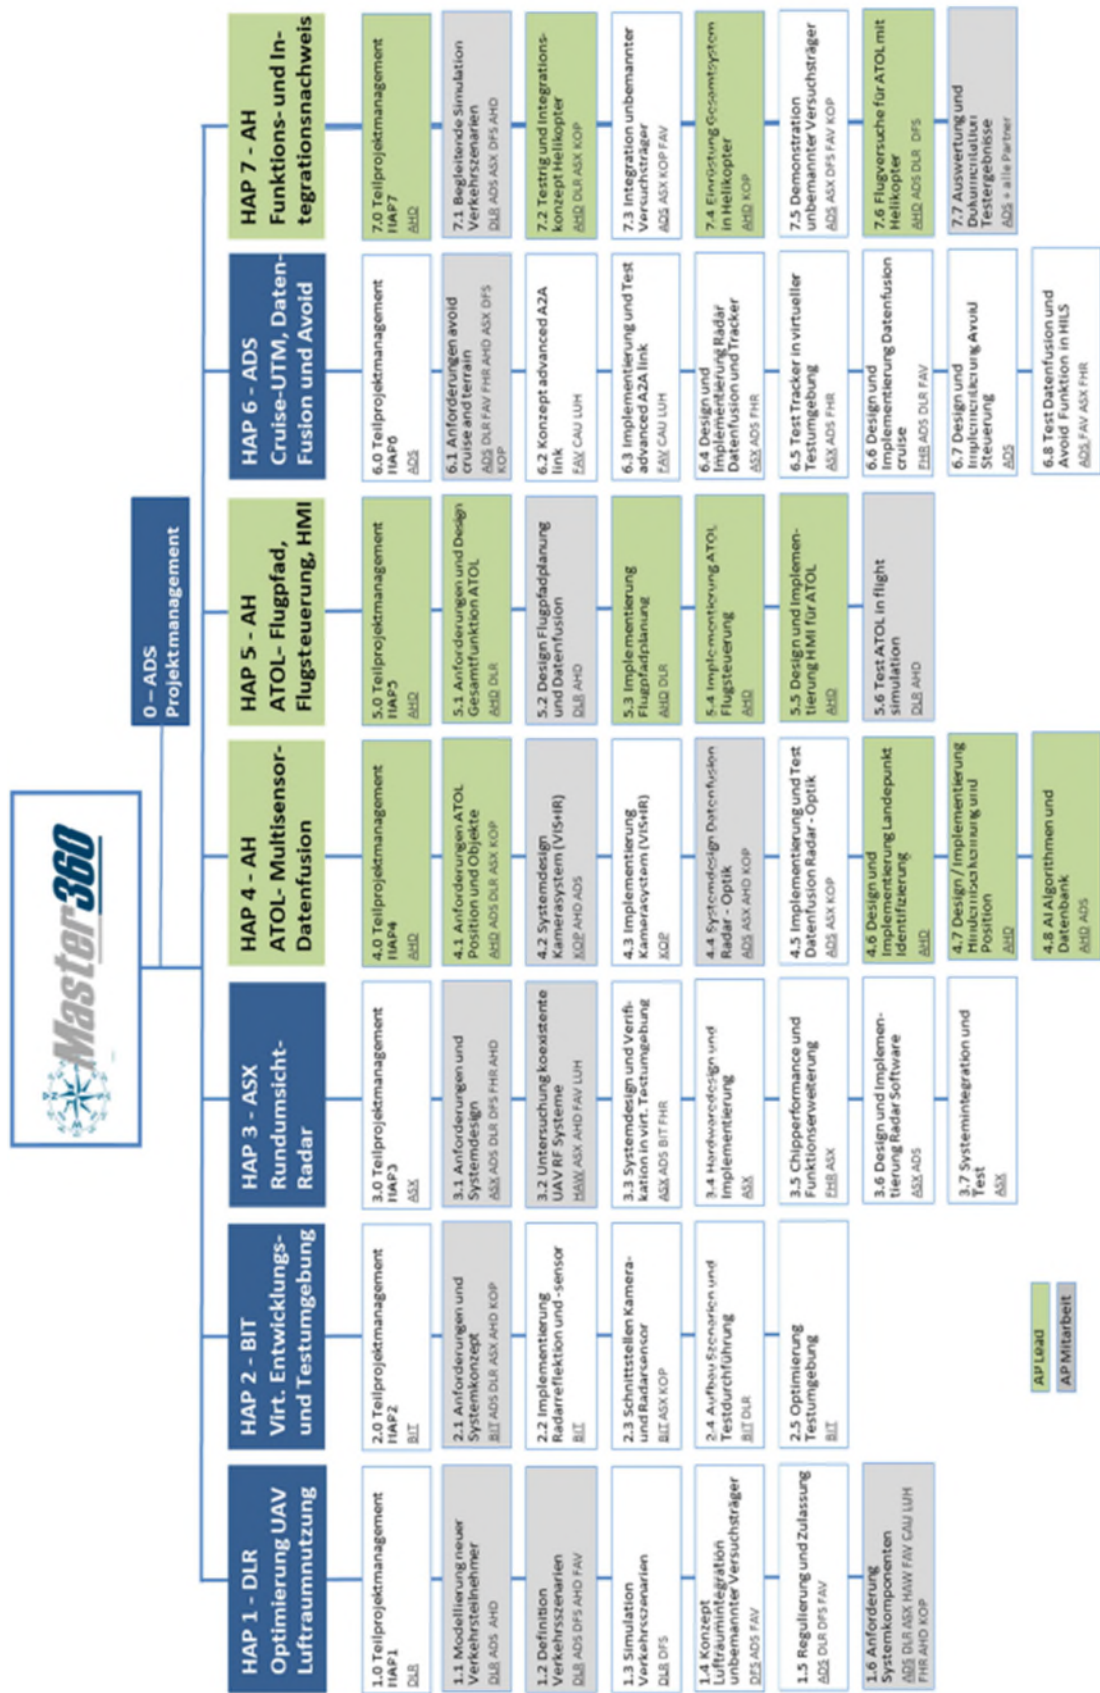 Master360
0 – ADS
Projektmanagement
HAP 1 - DLR
Optimierung UAV
Luftraumnutzung
1.0 Teilprojektmanagement
HAP1
DLR
1.1 Modellierung neuer
Verkehrsteilnehmer
DLR ADS AHD
1.2 Definition
Verkehrsszenarien
DLR ADS DFS AHD FAV
1.3 Simulation
Verkehrsszenarien
DLR DFS
1.4 Konzept
Lufträumintegration
unbemannter Versuchsträger
DFS ADS FAV
1.5 Regulierung und Zulassung
ADS DLR DFS FAV
1.6 Anforderung
Systemkomponenten
ADS DLR ASX HAW FAV CAU LUH
FHR AHD KOP
HAP 2 - BIT
Virt. Entwicklungs-
und Testumgebung
2.0 Teilprojektmanagement
HAP2
BIT
2.1 Anforderungen und
Systemkonzept
BIT ADS DLR ASX AHD KOP
2.2 Implementierung
Radarreflektion und -sensor
BIT
2.3 Schnittstellen Kamera-
und Radarsensor
BIT ASX KOP
2.4 Aufbau Szenarien und
Testdurchführung
BIT DLR
2.5 Optimierung
Testumgebung
BIT
HAP 3 - ASX
Rundumsicht-
Radar
3.0 Teilprojektmanagement
HAP3
ASX
3.1 Anforderungen und
Systemdesign
ASX ADS DLR DFS FHR AHD
3.2 Untersuchung koexistente
UAV RF Systeme
HAW ASX AHD FAV LUH
3.3 Systemdesign und Verifi-
kation in virt. Testumgebung
ASX ADS BIT FHR
3.4 Hardwaredesign und
Implementierung
ASX
3.5 Chipperformance und
Funktionserweiterung
FHR ASX
3.6 Design und Implemen-
tierung Radar Software
ASX ADS
3.7 Systemintegration und
Test
ASX
HAP 4 - AH
ATOL- Multisensor-
Datenfusion
4.0 Teilprojektmanagement
HAP4
AHD
4.1 Anforderungen ATOL
Position und Objekte
AHD ADS DLR ASX KOP
4.2 Systemdesign
Kamerasystem (VIS+IR)
KOP AHD ADS
4.3 Implementierung
Kamerasystem (VIS+IR)
KOP
4.4 Systemdesign Datenfusion
Radar - Optik
ADS ASX AHD KOP
4.5 Implementierung und Test
Datenfusion Radar - Optik
ADS ASX KOP
4.6 Design und
Implementierung Landepunkt
Identifizierung
AHD
4.7 Design / Implementierung
Hinderniserkennung und
Position
AHD
4.8 AI Algorithmen und
Datenbank
AHD ADS
HAP 5 - AH
ATOL- Flugpfad,
Flugsteuerung, HMI
5.0 Teilprojektmanagement
HAP5
AHD
5.1 Anforderungen und Design
Gesamtfunktion ATOL
AHD DLR
5.2 Design Flugpfadplanung
und Datenfusion
DLR AHD
5.3 Implementierung
Flugpfadplanung
AHD DLR
5.4 Implementierung ATOL
Flugsteuerung
AHD
5.5 Design und Implemen-
tierung HMI für ATOL
AHD
5.6 Test ATOL in flight
simulation
DLR AHD
HAP 6 - ADS
Cruise-UTM, Daten-
Fusion und Avoid
6.0 Teilprojektmanagement
HAP6
ADS
6.1 Anforderungen avoid
cruise and terrain
ADS DLR FAV FHR AHD ASX DFS
KOP
6.2 Konzept advanced A2A
link
FAV CAU LUH
6.3 Implementierung und Test
advanced A2A link
FAV CAU LUH
6.4 Design und
Implementierung Radar
Datenfusion und Tracker
ASX ADS FHR
6.5 Test Tracker in virtueller
Testumgebung
ASX ADS FHR
6.6 Design und
Implementierung Datenfusion
cruise
FHR ADS DLR FAV
6.7 Design und
Implementierung Avoid
Steuerung
ADS
6.8 Test Datenfusion und
Avoid Funktion in HILS
ADS FAV ASX FHR
HAP 7 - AH
Funktions- und In-
tegrationsnachweis
7.0 Teilprojektmanagement
HAP7
AHD
7.1 Begleitende Simulation
Verkehrszenarien
DLR ADS ASX DFS AHD
7.2 Testrig und Integrations-
konzept Helikopter
AHD DLR ASX KOP
7.3 Integration unbemannter
Versuchsträger
ADS ASX KOP FAV
7.4 Einrüstung Gesamtsystem
in Helikopter
AHD KOP
7.5 Demonstration
unbemannter Versuchsträger
ADS ASX DFS FAV KOP
7.6 Flugversuche für ATOL mit
Helikopter
AHD ADS DLR DFS
7.7 Auswertung und
Dokumentation
Testergebnisse
ADS + alle Partner
AP Lead
AP Mitarbeit